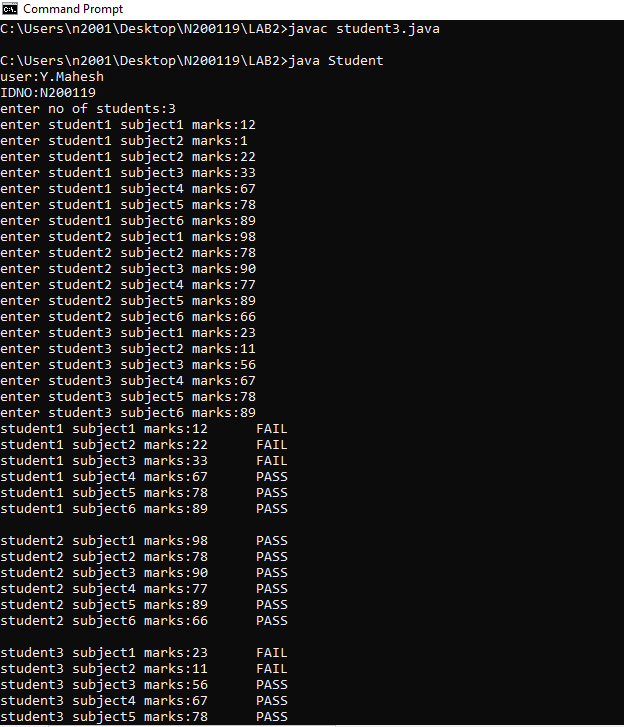 Command Prompt
C:\Users\n2001\Desktop\N200119\LAB2>javac student3.java
C:\Users\n2001\Desktop\N200119\LAB2>java Student
user:Y.Mahesh
IDNO:N200119
enter no of students:3
enter student1 subject1 marks:12
enter student1 subject2 marks:1
enter student1 subject2 marks:22
enter student1 subject3 marks:33
enter student1 subject4 marks:67
enter student1 subject5 marks:78
enter student1 subject6 marks:89
enter student2 subject1 marks:98
enter student2 subject2 marks:78
enter student2 subject3 marks:90
enter student2 subject4 marks:77
enter student2 subject5 marks:89
enter student2 subject6 marks:66
enter student3 subject1 marks:23
enter student3 subject2 marks:11
enter student3 subject3 marks:56
enter student3 subject4 marks:67
enter student3 subject5 marks:78
enter student3 subject6 marks:89
student1 subject1 marks:12 FAIL
student1 subject2 marks:22 FAIL
student1 subject3 marks:33 FAIL
student1 subject4 marks:67 PASS
student1 subject5 marks:78 PASS
student1 subject6 marks:89 PASS
student2 subject1 marks:98 PASS
student2 subject2 marks:78 PASS
student2 subject3 marks:90 PASS
student2 subject4 marks:77 PASS
student2 subject5 marks:89 PASS
student2 subject6 marks:66 PASS
student3 subject1 marks:23 FAIL
student3 subject2 marks:11 FAIL
student3 subject3 marks:56 PASS
student3 subject4 marks:67 PASS
student3 subject5 marks:78 PASS